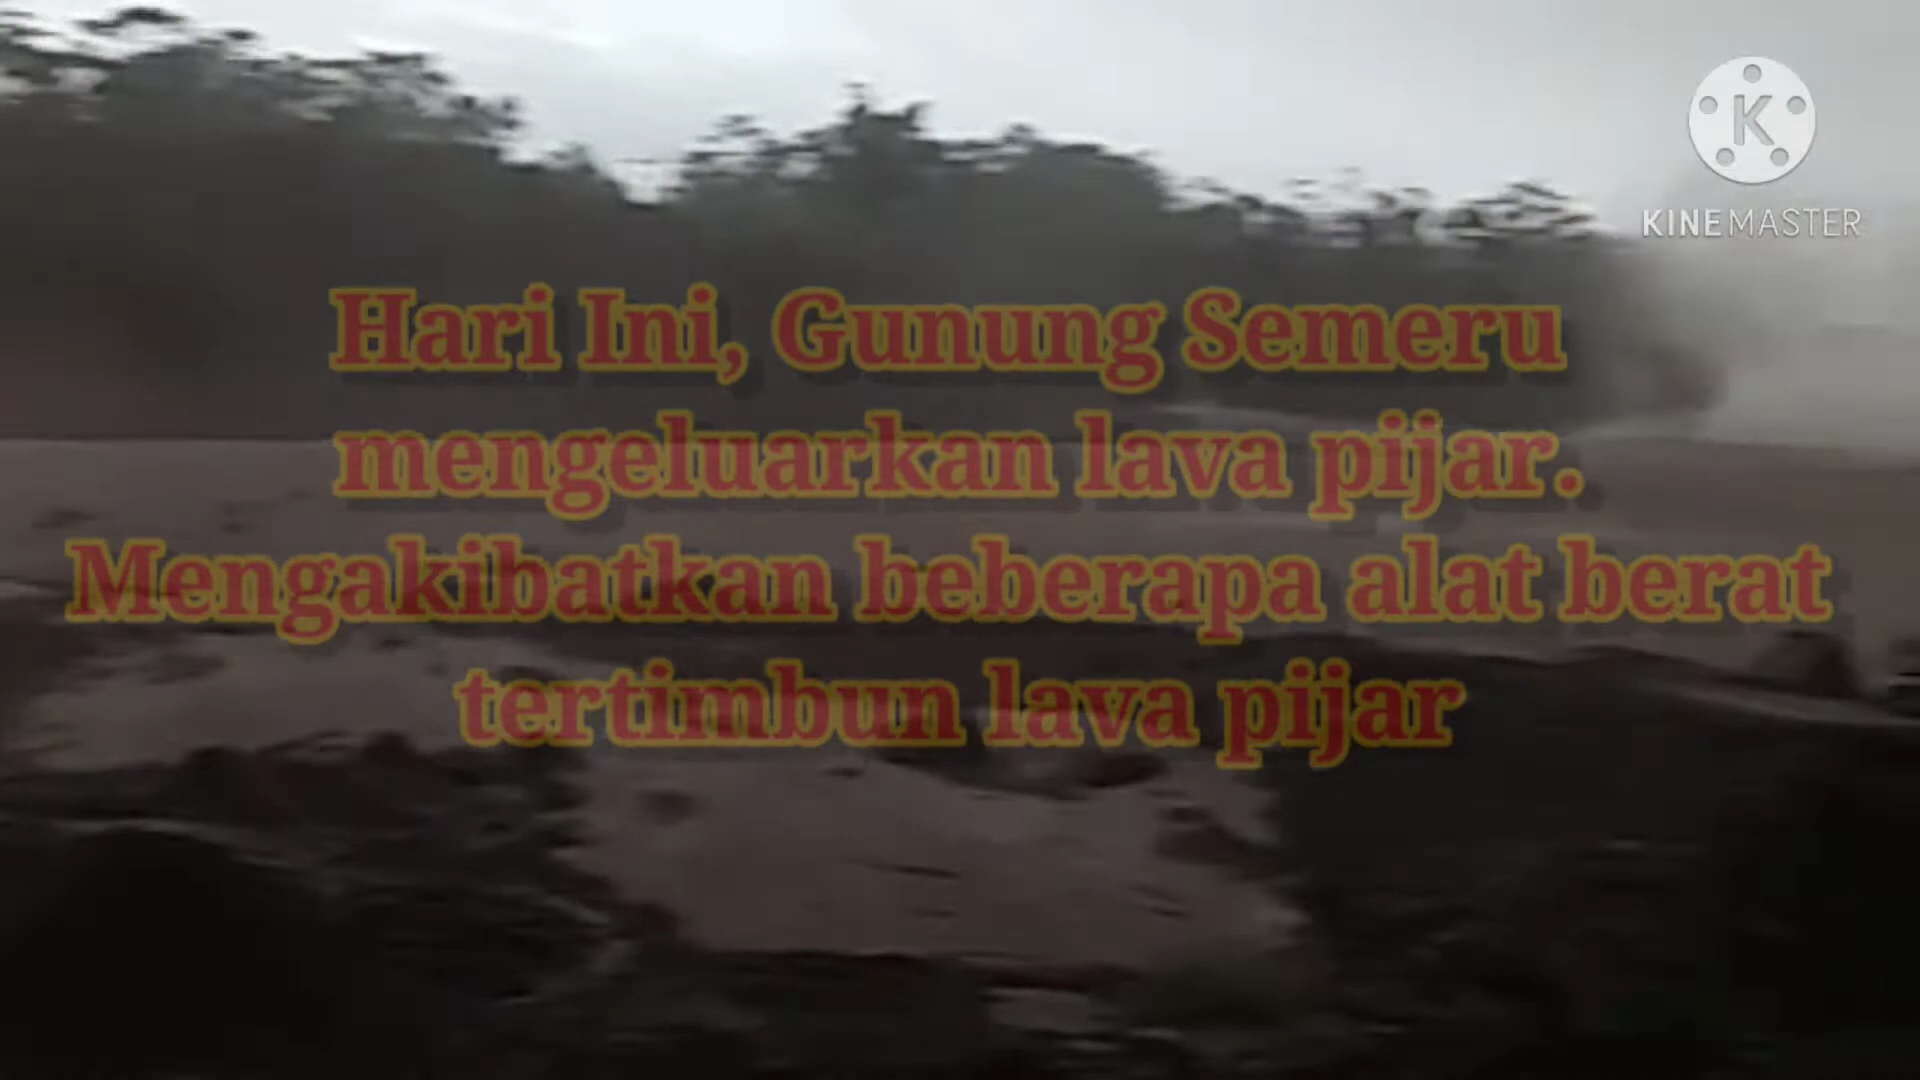 K
KINEMASTER
Hari Ini, Gunung Semeru
mengeluarkan lava pijar.
Mengakibatkan beberapa alat berat
tertimbun lava pijar